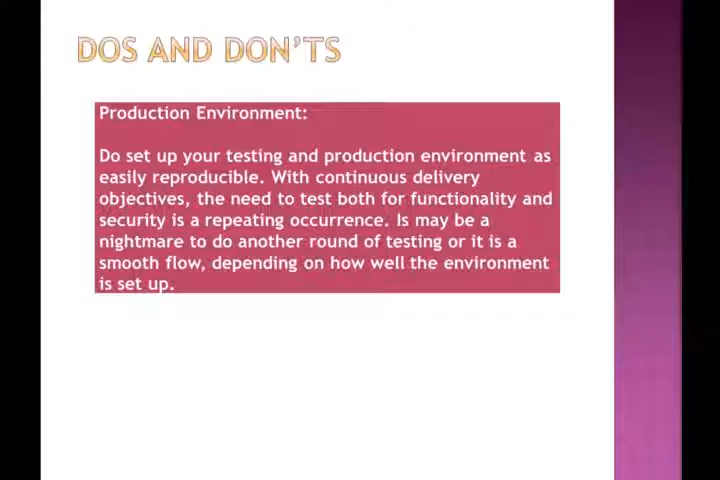 DOS AND DON'TS
Production Environment:
Do set up your testing and production environment as
easily reproducible. With continuous delivery
objectives, the need to test both for functionality and
security is a repeating occurrence. Is may be a
nightmare to do another round of testing or it is a
smooth flow, depending on how well the environment
is set up.